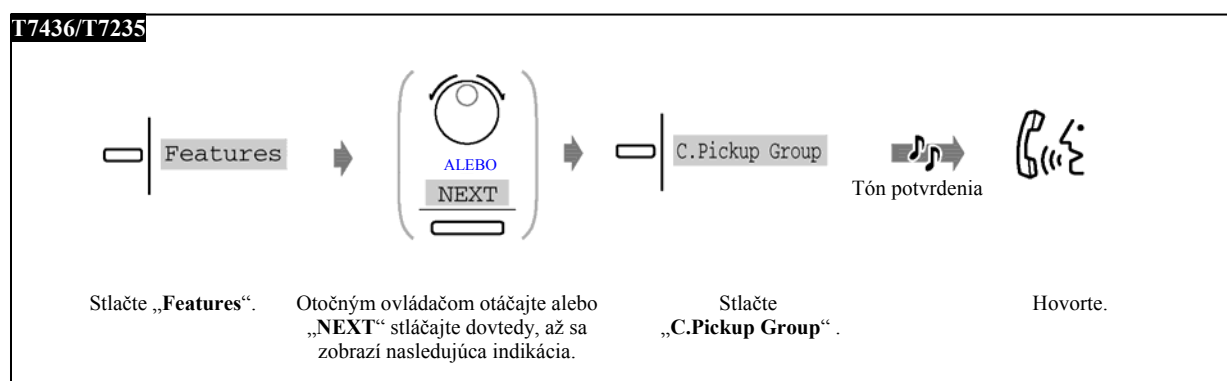 T7436/T7235
Features
ALEBO
NEXT
C.Pickup Group
Tón potvrdenia
Stlačte „Features“.
Otočným ovládačom otáčajte alebo
„NEXT“ stláčajte dovtedy, až sa
zobrazí nasledujúca indikácia.
Stlačte
„C.Pickup Group“ .
Hovorte.